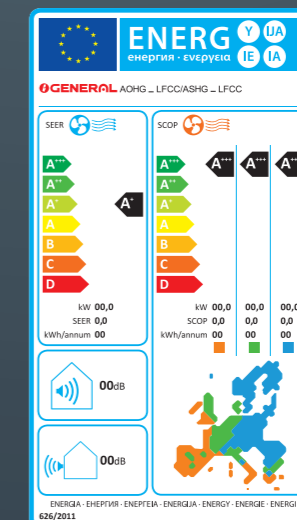 ENERG
енергия · ενεργεια
Y IJA
IE IA
GENERAL AOHG _ LFCC/ASHG _ LFCC
SEER
A+++
A++
A+
A
B
C
D
A+
kW 00,0
SEER 0,0
kWh/annum 00
SCOP
A+++
A++
A+
A
B
C
D
A+++ A+++ A++
kW 00,0 00,0 00,0
SCOP 0,0 0,0 0,0
kWh/annum 00 00 00
00dB
00dB
ENERGIA · ЕНЕРГИЯ · ΕΝΕΡΓΕΙΑ · ENERGIJA · ENERGY · ENERGIE · ENERGI
626/2011